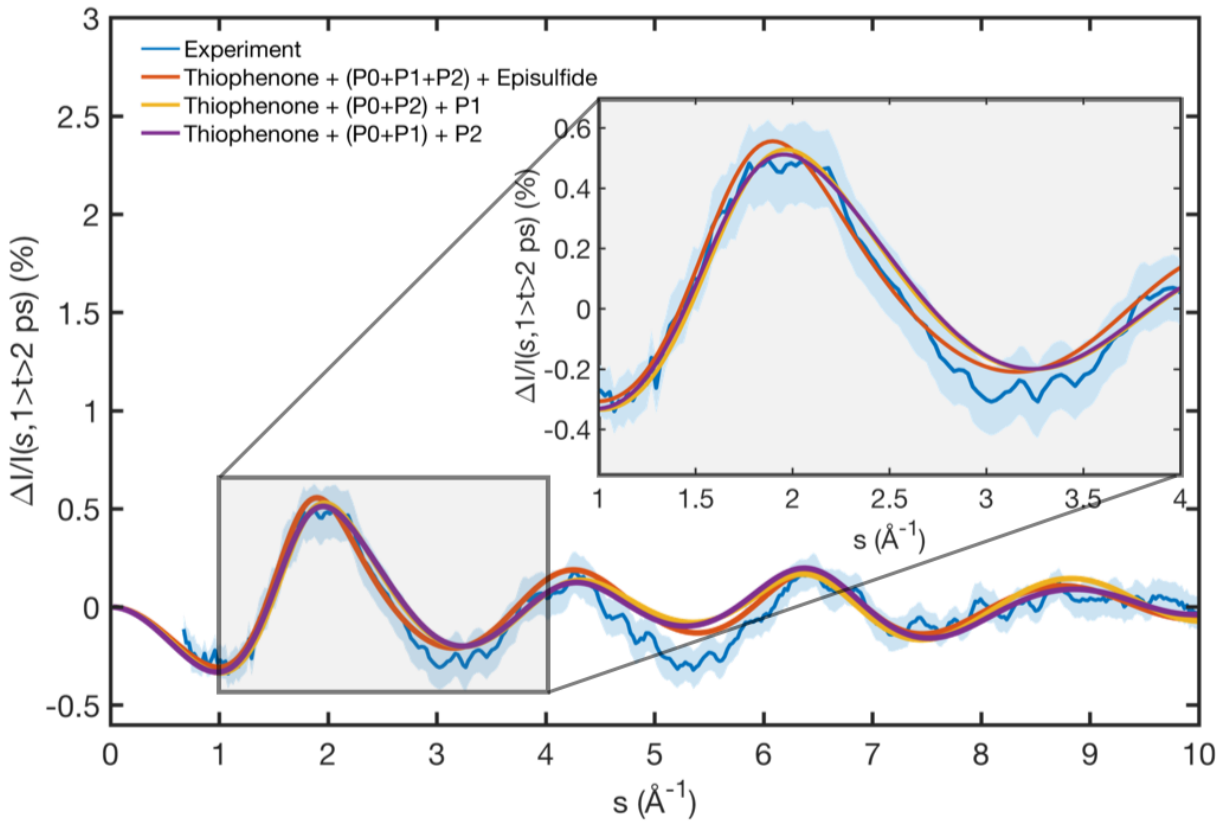 3
2.5
2
1.5
1
0.5
0
-0.5
ΔI/I(s,1>t>2 ps) (%)
Experiment
Thiophenone + (P0+P1+P2) + Episulfide
Thiophenone + (P0+P2) + P1
Thiophenone + (P0+P1) + P2
0.6
0.4
0.2
0
-0.2
-0.4
ΔI/I(s,1>t>2 ps) (%)
1 1.5 2 2.5 3 3.5 4
s (Å⁻¹)
0 1 2 3 4 5 6 7 8 9 10
s (Å⁻¹)